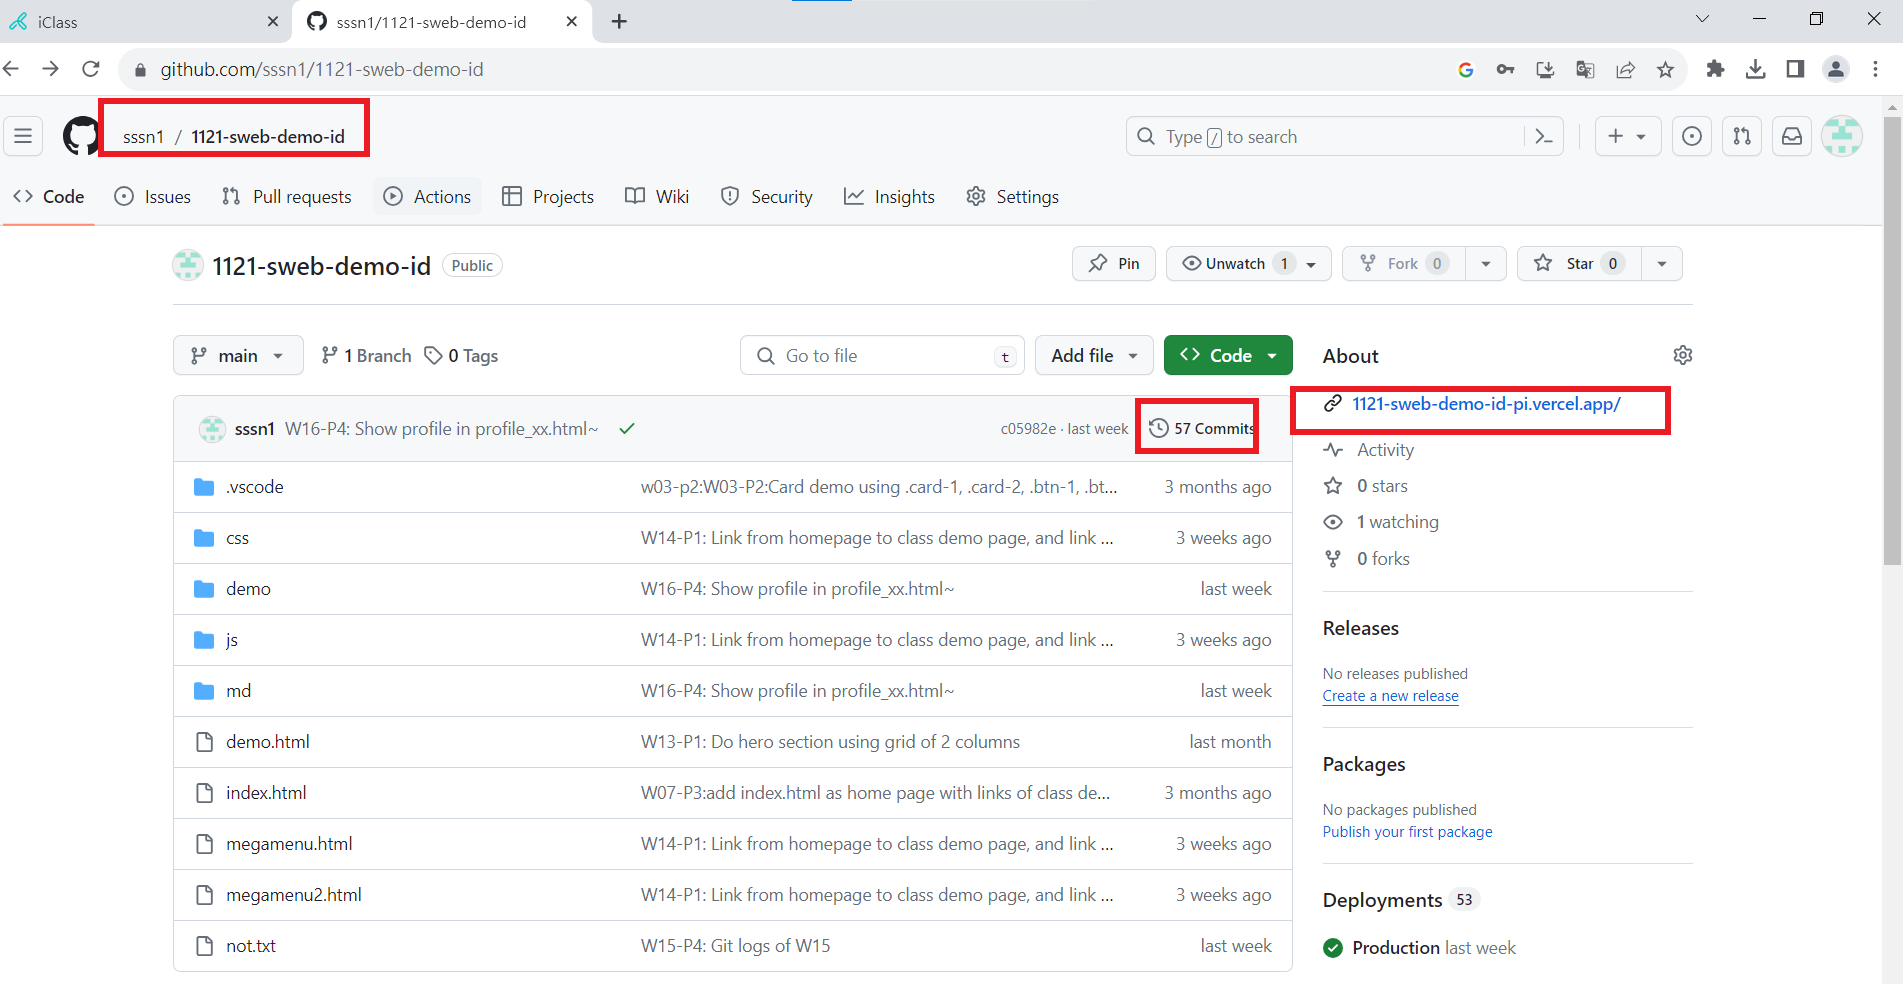 iClass
sssn1/1121-sweb-demo-id
github.com/sssn1/1121-sweb-demo-id
sssn1 / 1121-sweb-demo-id
Type / to search
Code
Issues
Pull requests
Actions
Projects
Wiki
Security
Insights
Settings
1121-sweb-demo-id Public
Pin
Unwatch 1
Fork 0
Star 0
main
1 Branch
0 Tags
Go to file t
Add file
Code
sssn1 W16-P4: Show profile in profile_xx.html~ c05982e · last week 57 Commits
.vscode w03-p2:W03-P2:Card demo using .card-1, .card-2, .btn-1, .bt... 3 months ago
css W14-P1: Link from homepage to class demo page, and link ... 3 weeks ago
demo W16-P4: Show profile in profile_xx.html~ last week
js W14-P1: Link from homepage to class demo page, and link ... 3 weeks ago
md W16-P4: Show profile in profile_xx.html~ last week
demo.html W13-P1: Do hero section using grid of 2 columns last month
index.html W07-P3:add index.html as home page with links of class de... 3 months ago
megamenu.html W14-P1: Link from homepage to class demo page, and link ... 3 weeks ago
megamenu2.html W14-P1: Link from homepage to class demo page, and link ... 3 weeks ago
not.txt W15-P4: Git logs of W15 last week
About
1121-sweb-demo-id-pi.vercel.app/
Activity
0 stars
1 watching
0 forks
Releases
No releases published
Create a new release
Packages
No packages published
Publish your first package
Deployments 53
Production last week